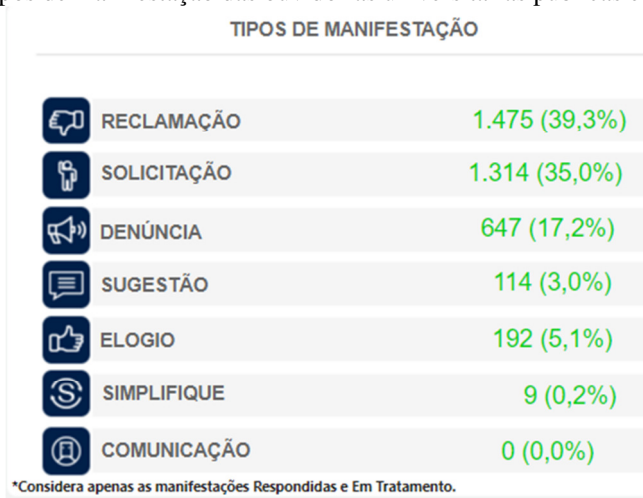 TIPOS DE MANIFESTAÇÃO
RECLAMAÇÃO 1.475 (39,3%)
SOLICITAÇÃO 1.314 (35,0%)
DENÚNCIA 647 (17,2%)
SUGESTÃO 114 (3,0%)
ELOGIO 192 (5,1%)
SIMPLIFIQUE 9 (0,2%)
COMUNICAÇÃO 0 (0,0%)
*Considera apenas as manifestações Respondidas e Em Tratamento.